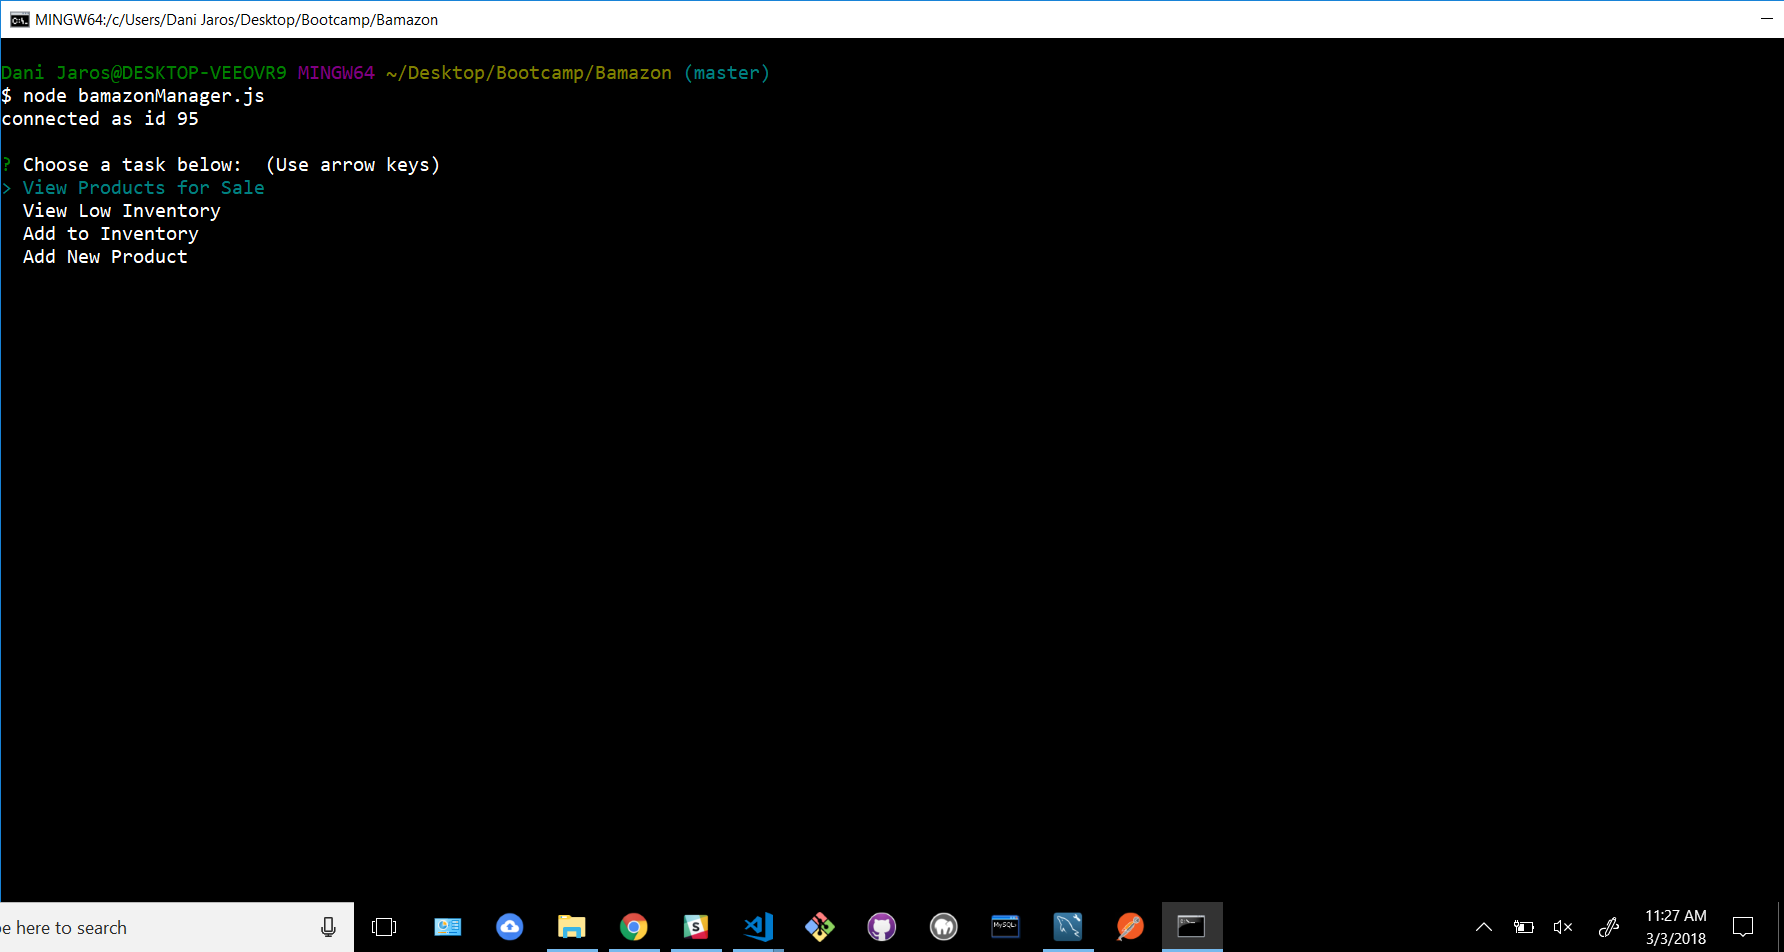 MINGW64:/c/Users/Dani Jaros/Desktop/Bootcamp/Bamazon
Dani Jaros@DESKTOP-VEEOVR9 MINGW64 ~/Desktop/Bootcamp/Bamazon (master)
$ node bamazonManager.js
connected as id 95
? Choose a task below:  (Use arrow keys)
> View Products for Sale
View Low Inventory
Add to Inventory
Add New Product
e here to search
MySQL
11:27 AM
3/3/2018